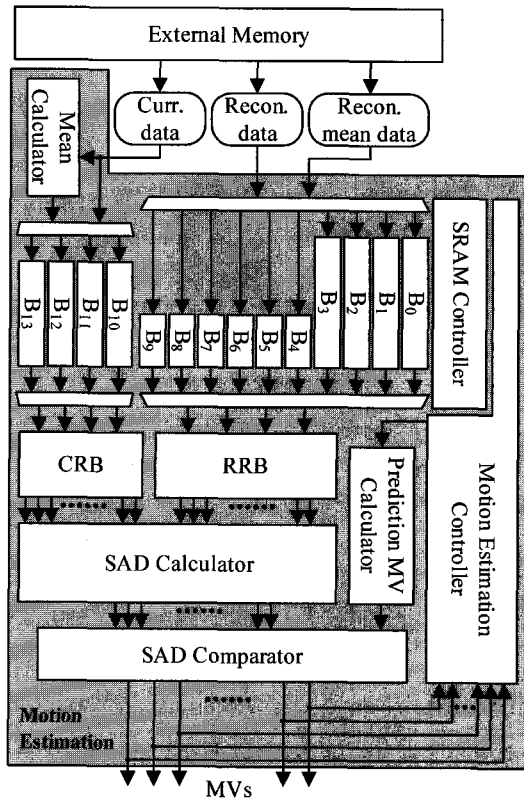 External Memory
Curr.
data
Recon.
data
Recon.
mean data
Mean
Calculator
SRAM Controller
B13
B12
B11
B10
B9
B8
B7
B6
B5
B4
B3
B2
B1
B0
CRB
RRB
Prediction MV
Calculator
Motion Estimation
Controller
SAD Calculator
SAD Comparator
Motion
Estimation
MVs